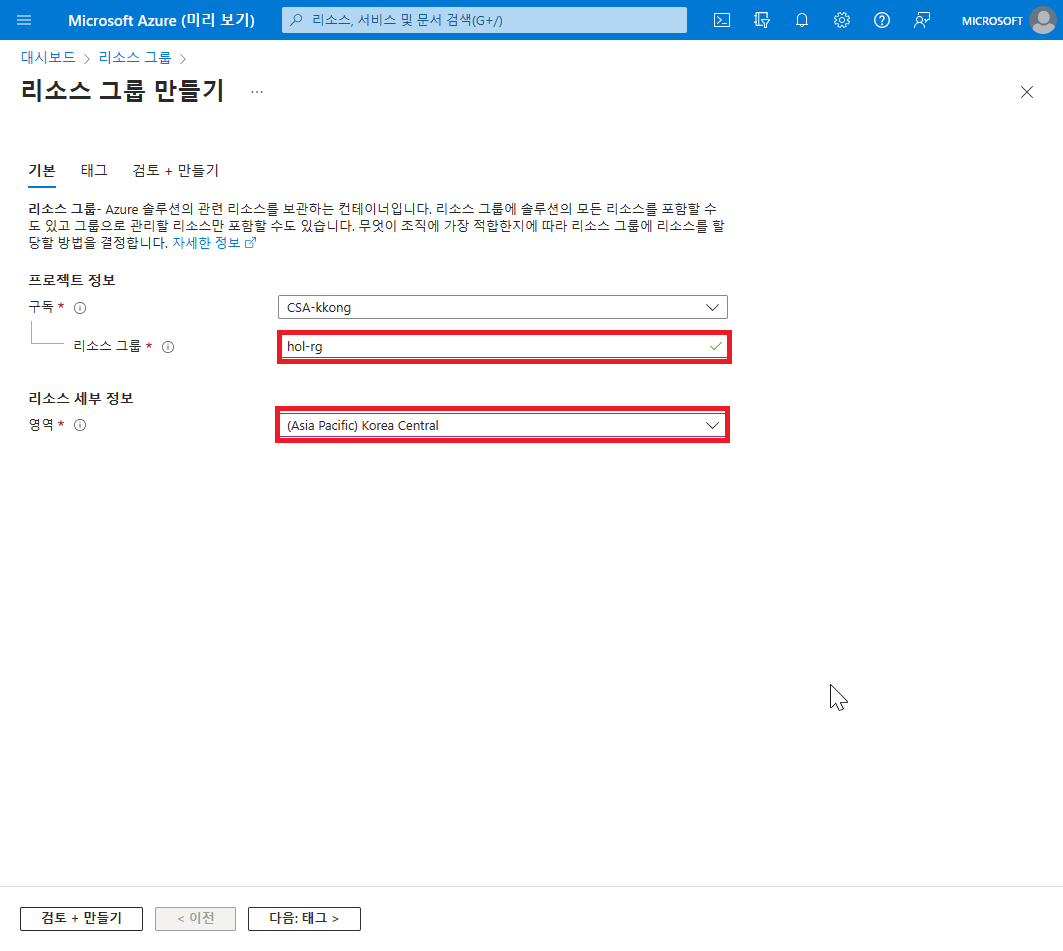 Microsoft Azure (미리 보기)
리소스, 서비스 및 문서 검색(G+/)
MICROSOFT
대시보드 > 리소스 그룹 >
리소스 그룹 만들기 ...
기본 태그 검토 + 만들기
리소스 그룹- Azure 솔루션의 관련 리소스를 보관하는 컨테이너입니다. 리소스 그룹에 솔루션의 모든 리소스를 포함할 수
도 있고 그룹으로 관리할 리소스만 포함할 수도 있습니다. 무엇이 조직에 가장 적합한지에 따라 리소스 그룹에 리소스를 할
당할 방법을 결정합니다. 자세한 정보
프로젝트 정보
구독 * CSA-kkong
리소스 그룹 * hol-rg
리소스 세부 정보
영역 * (Asia Pacific) Korea Central
검토 + 만들기 < 이전 다음: 태그 >